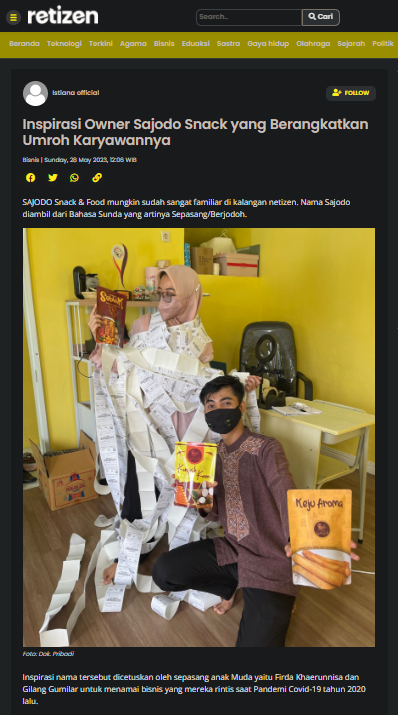 retizen
Search...
Cari
Beranda Teknologi Terkini Agama Bisnis Edukasi Sastra Gaya hidup Olahraga Sejarah Politik
Istiana official
FOLLOW
Inspirasi Owner Sajodo Snack yang Berangkatkan
Umroh Karyawannya
Bisnis | Sunday, 28 May 2023, 12:06 WIB
SAJODO Snack & Food mungkin sudah sangat familiar di kalangan netizen. Nama Sajodo
diambil dari Bahasa Sunda yang artinya Sepasang/Berjodoh.
Keju Aroma
Foto: Dok. Pribadi
Inspirasi nama tersebut dicetuskan oleh sepasang anak Muda yaitu Firda Khaerunnisa dan
Gilang Gumilar untuk menamai bisnis yang mereka rintis saat Pandemi Covid-19 tahun 2020
lalu.